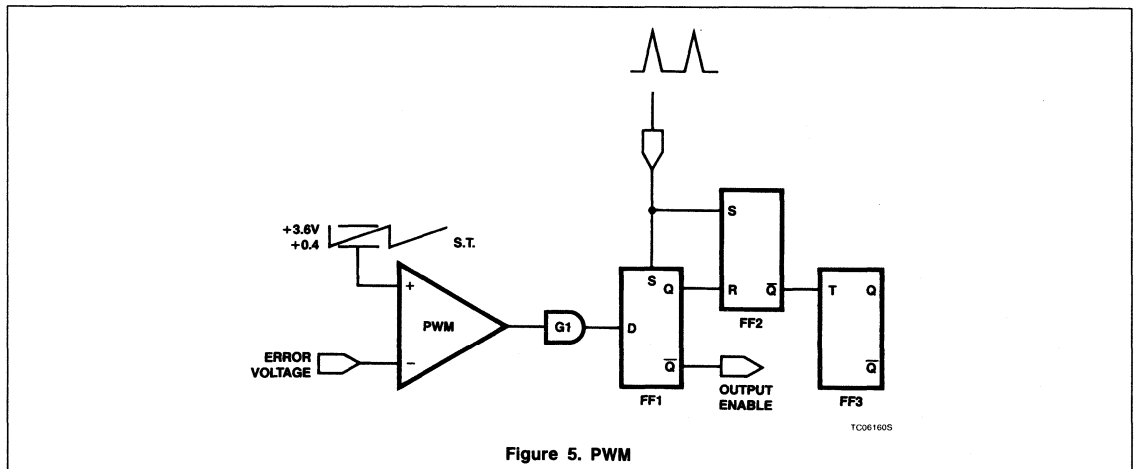 +3.6V
+0.4
S.T.
+
PWM
−
ERROR
VOLTAGE
G1
S
Q
D
Q̅
FF1
OUTPUT
ENABLE
S
R
Q̅
FF2
T
Q
Q̅
FF3
TC06160S
Figure 5. PWM